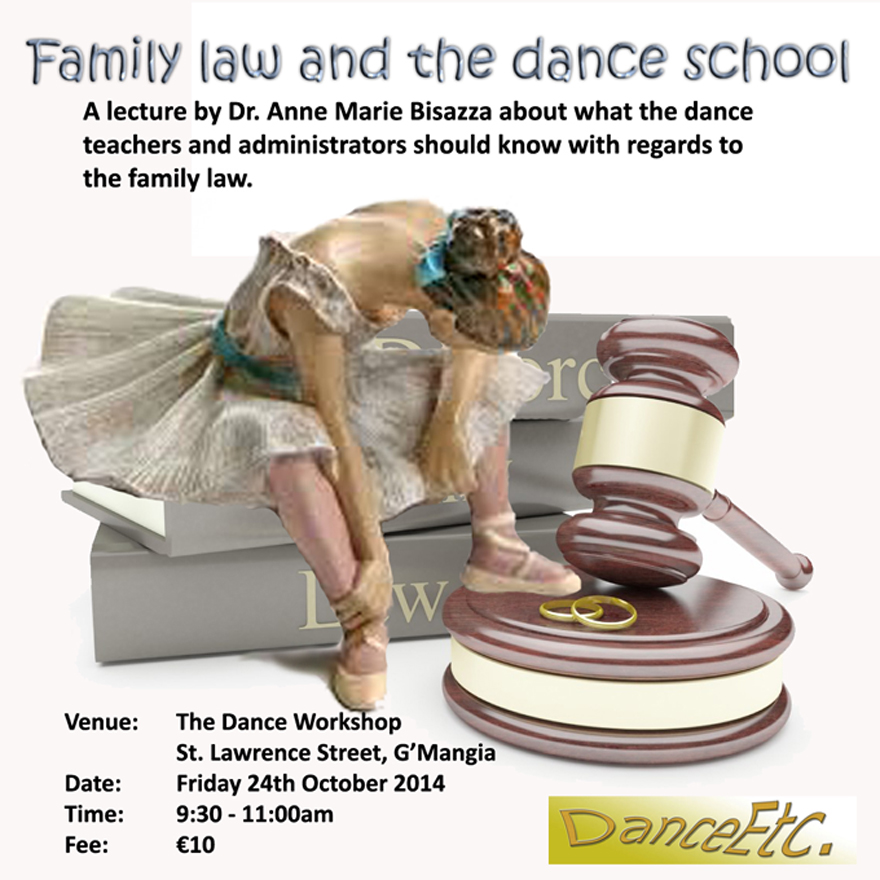 Family law and the dance school
A lecture by Dr. Anne Marie Bisazza about what the dance
teachers and administrators should know with regards to
the family law.
Law
Venue: The Dance Workshop
St. Lawrence Street, G'Mangia
Date: Friday 24th October 2014
Time: 9:30 - 11:00am
Fee: €10
DanceEtc.